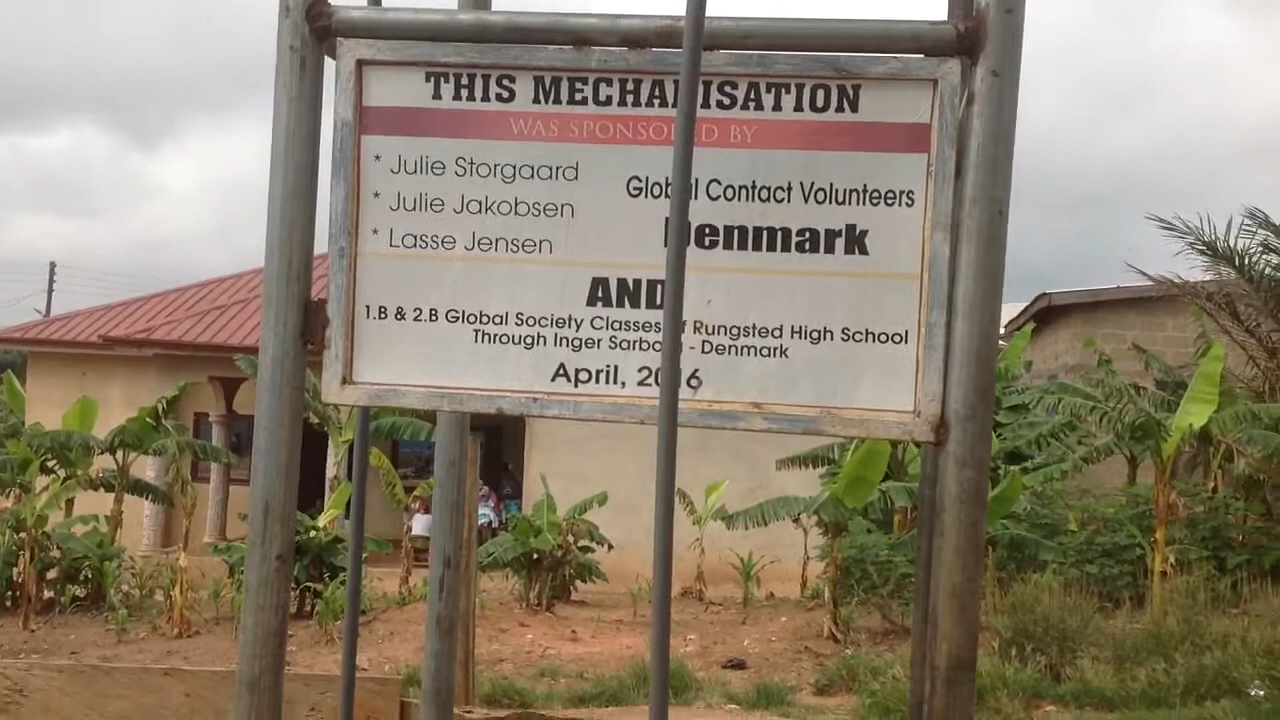 THIS MECHANISATION
WAS SPONSORED BY
* Julie Storgaard
* Julie Jakobsen
* Lasse Jensen
Global Contact Volunteers
Denmark
AND
1.B & 2.B Global Society Classes of Rungsted High School
Through Inger - Denmark
April, 2016